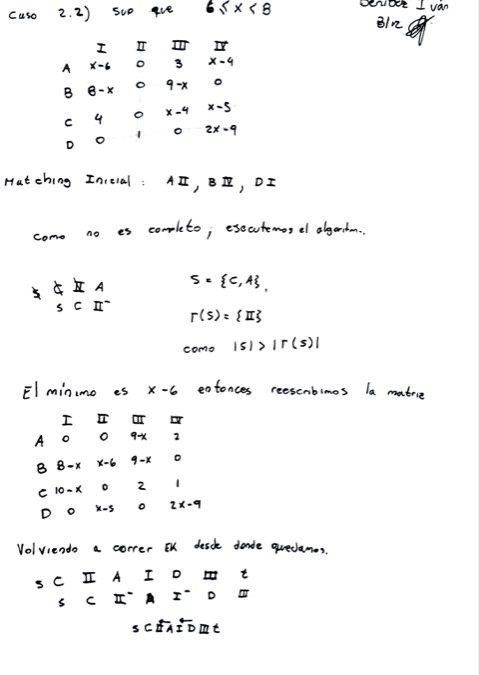 Caso 2.2) Sup que 6 < x < 8
Benitez Iván
8/12
I II III IV
A x-6 0 3 x-4
B 8-x 0 9-x 0
C 4 0 x-4 x-5
D 0 1 0 2x-9
Matching Inicial: A II, B IV, D I
como no es completo, esecutemos el algoritm..
s C II A
s C II⁻
S = {C, A},
Γ(S) = {II}
como |S| > |Γ(S)|
El mínimo es x-6 entonces reescribimos la matriz
I II III IV
A 0 0 9-x 2
B 8-x x-6 9-x 0
C 10-x 0 2 1
D 0 x-5 0 2x-9
Volviendo a correr EK desde donde quedamos.
s C II A I D III t
s C II⁻ A I⁻ D III
s C II A I D III t